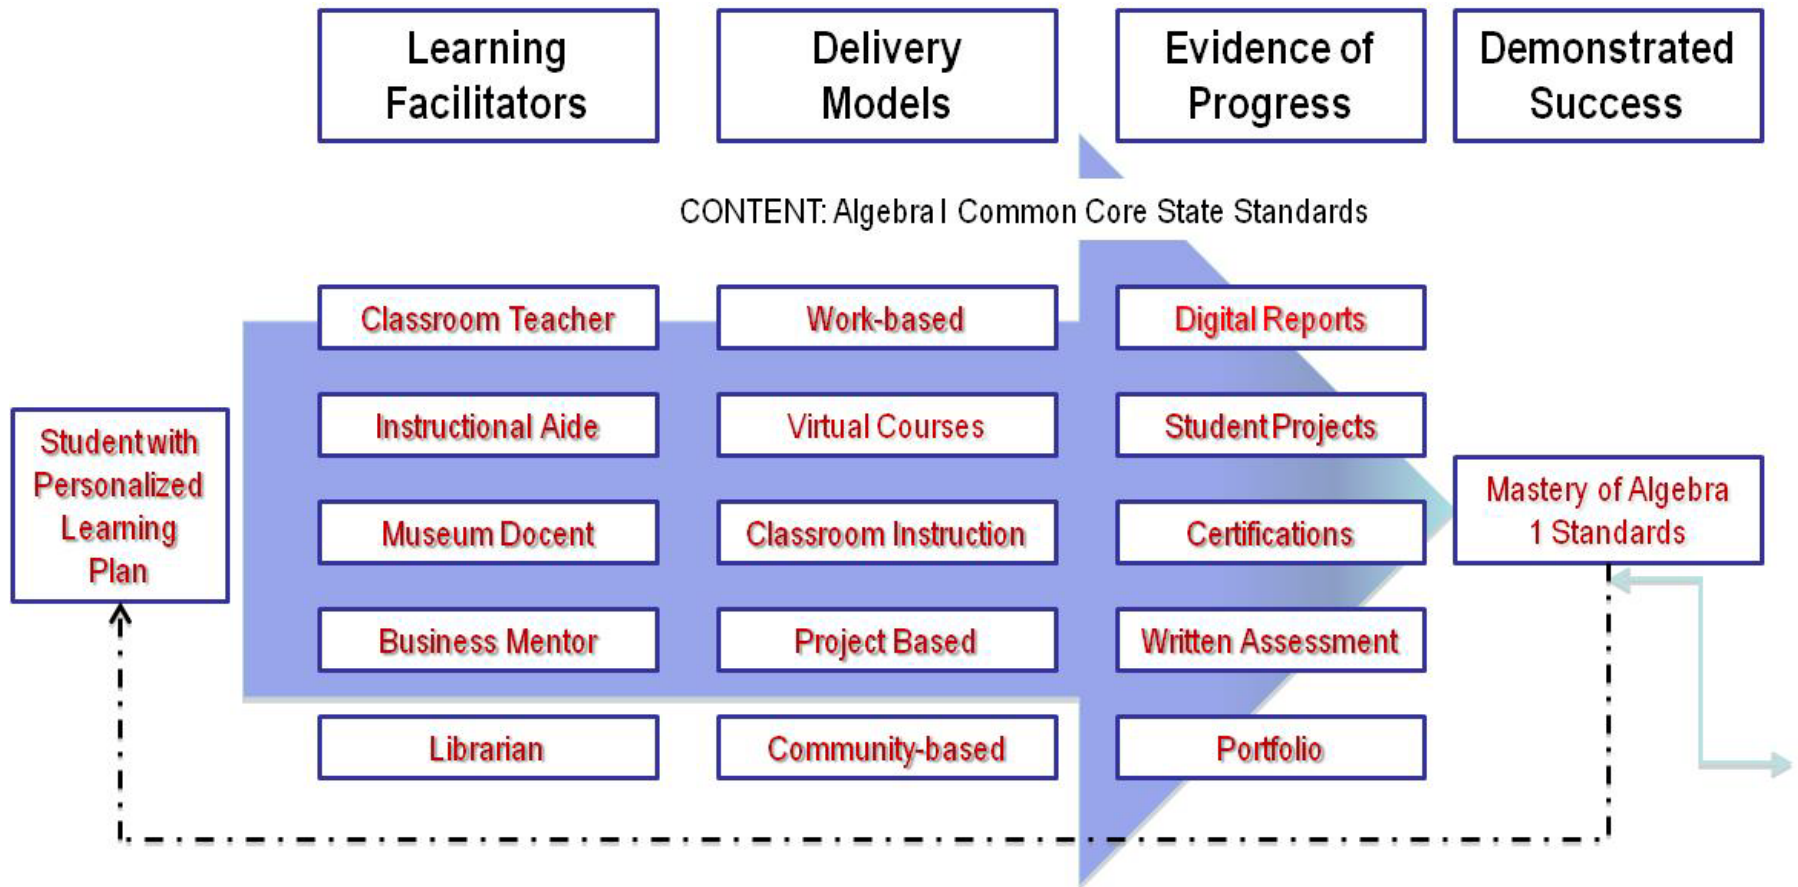 Learning
Facilitators
Delivery
Models
Evidence of
Progress
Demonstrated
Success
CONTENT: Algebra I Common Core State Standards
Student with
Personalized
Learning
Plan
Classroom Teacher
Instructional Aide
Museum Docent
Business Mentor
Librarian
Work-based
Virtual Courses
Classroom Instruction
Project Based
Community-based
Digital Reports
Student Projects
Certifications
Written Assessment
Portfolio
Mastery of Algebra
1 Standards